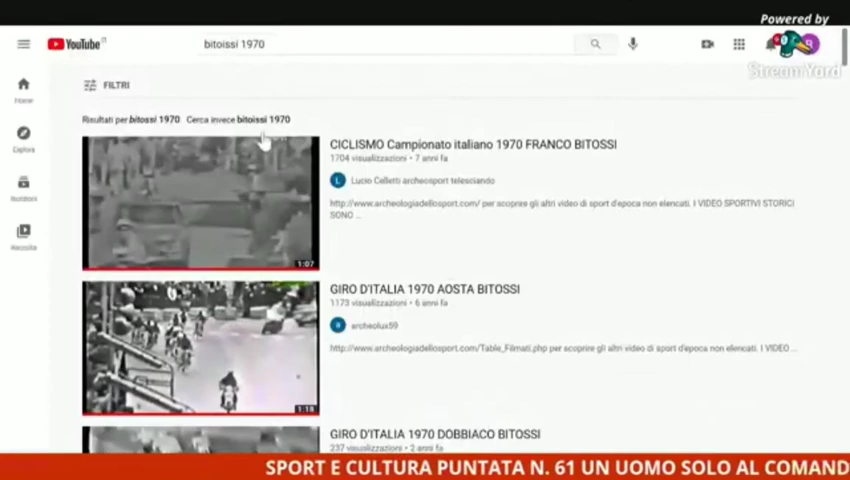 Powered by
YouTube IT
bitoissi 1970
StreamYard
FILTRI
Home
Risultati per bitossi 1970 Cerca invece bitoissi 1970
Esplora
Iscrizioni
Raccolta
CICLISMO Campionato italiano 1970 FRANCO BITOSSI
1704 visualizzazioni • 7 anni fa
L Lucio Celletti archeosport telesciando
http://www.archeologiadellosport.com/ per scoprire gli altri video di sport d'epoca non elencati. I VIDEO SPORTIVI STORICI
SONO ...
1:07
GIRO D'ITALIA 1970 AOSTA BITOSSI
1173 visualizzazioni • 6 anni fa
a archeolux59
http://www.archeologiadellosport.com/Table_Filmati.php per scoprire gli altri video di sport d'epoca non elencati. I VIDEO ...
1:18
GIRO D'ITALIA 1970 DOBBIACO BITOSSI
237 visualizzazioni • 2 anni fa
SPORT E CULTURA PUNTATA N. 61 UN UOMO SOLO AL COMAND